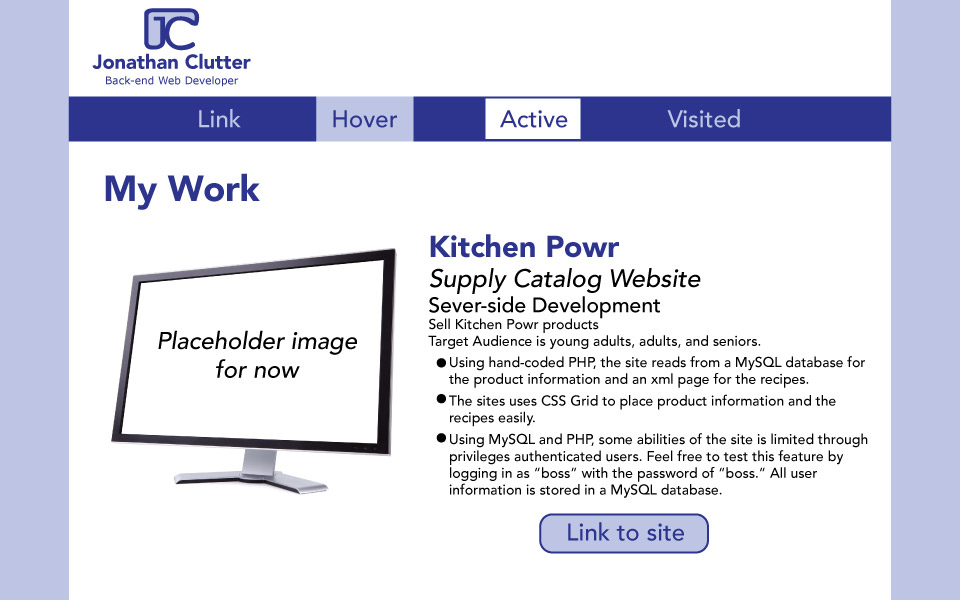 JC
Jonathan Clutter
Back-end Web Developer
Link
Hover
Active
Visited
My Work
Placeholder image
for now
Kitchen Powr
Supply Catalog Website
Sever-side Development
Sell Kitchen Powr products
Target Audience is young adults, adults, and seniors.
● Using hand-coded PHP, the site reads from a MySQL database for
the product information and an xml page for the recipes.
● The sites uses CSS Grid to place product information and the
recipes easily.
● Using MySQL and PHP, some abilities of the site is limited through
privileges authenticated users. Feel free to test this feature by
logging in as “boss” with the password of “boss.” All user
information is stored in a MySQL database.
Link to site